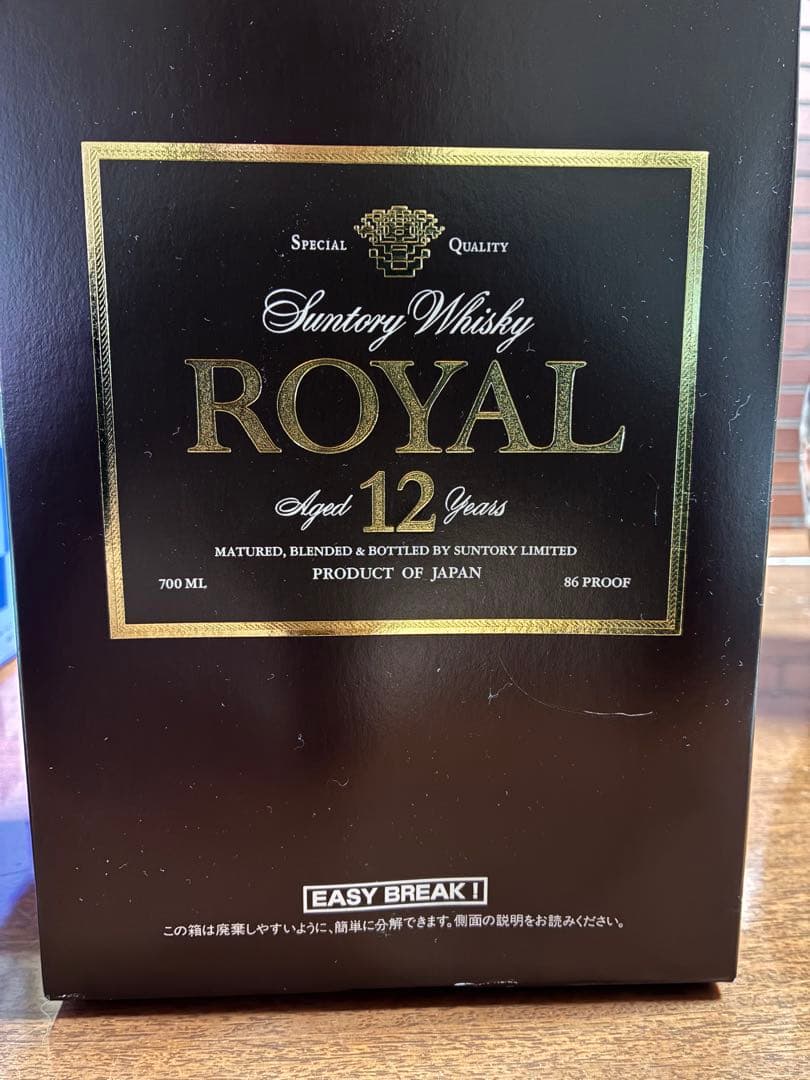 SPECIAL QUALITY
Suntory Whisky
ROYAL
Aged 12 Years
MATURED, BLENDED & BOTTLED BY SUNTORY LIMITED
700 ML PRODUCT OF JAPAN 86 PROOF
EASY BREAK!
この箱は廃棄しやすいように、簡単に分解できます。側面の説明をお読みください。